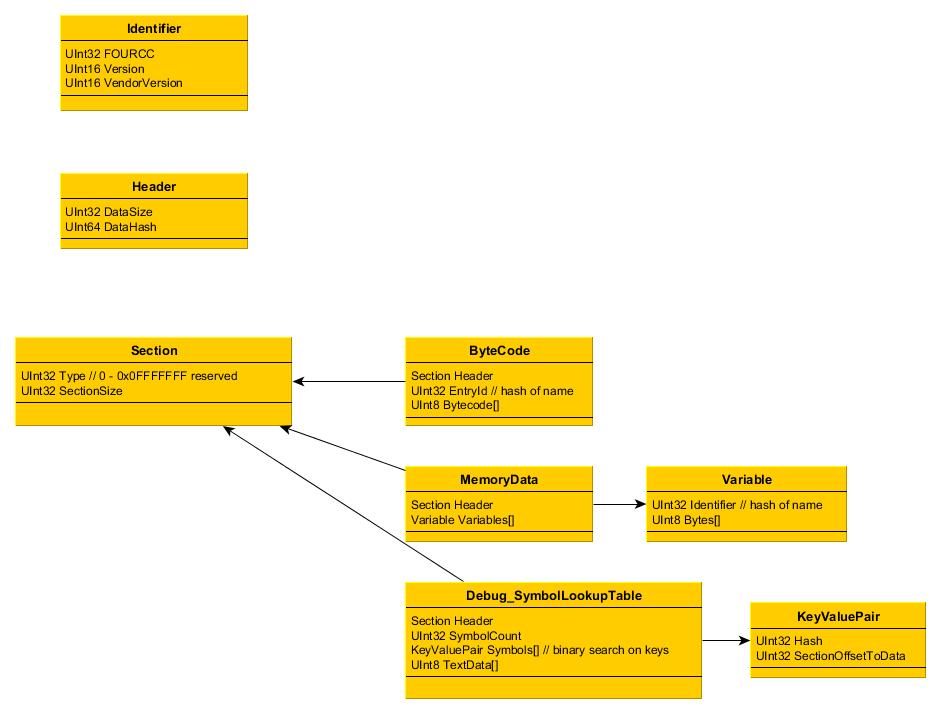 Identifier
UInt32 FOURCC
UInt16 Version
UInt16 VendorVersion
Header
UInt32 DataSize
UInt64 DataHash
Section
UInt32 Type // 0 - 0x0FFFFFFF reserved
UInt32 SectionSize
ByteCode
Section Header
UInt32 EntryId // hash of name
UInt8 Bytecode[]
MemoryData
Section Header
Variable Variables[]
Variable
UInt32 Identifier // hash of name
UInt8 Bytes[]
Debug_SymbolLookupTable
Section Header
UInt32 SymbolCount
KeyValuePair Symbols[] // binary search on keys
UInt8 TextData[]
KeyValuePair
UInt32 Hash
UInt32 SectionOffsetToData